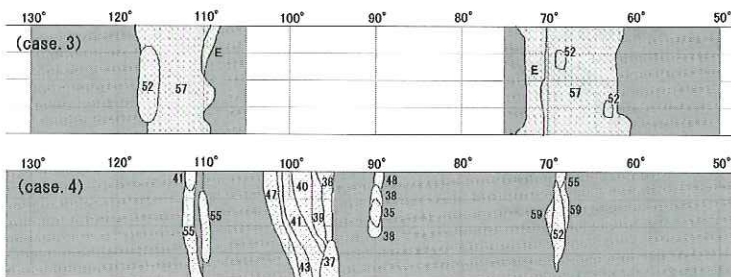 130° 120° 110° 100° 90° 80° 70° 60° 50°
(case. 3)
E 52 57
52 E 57 52
130° 120° 110° 100° 90° 80° 70° 60° 50°
(case. 4)
41 47 40 36 48 55
38
55 55 41 39 35 59 59
38 52
43 37